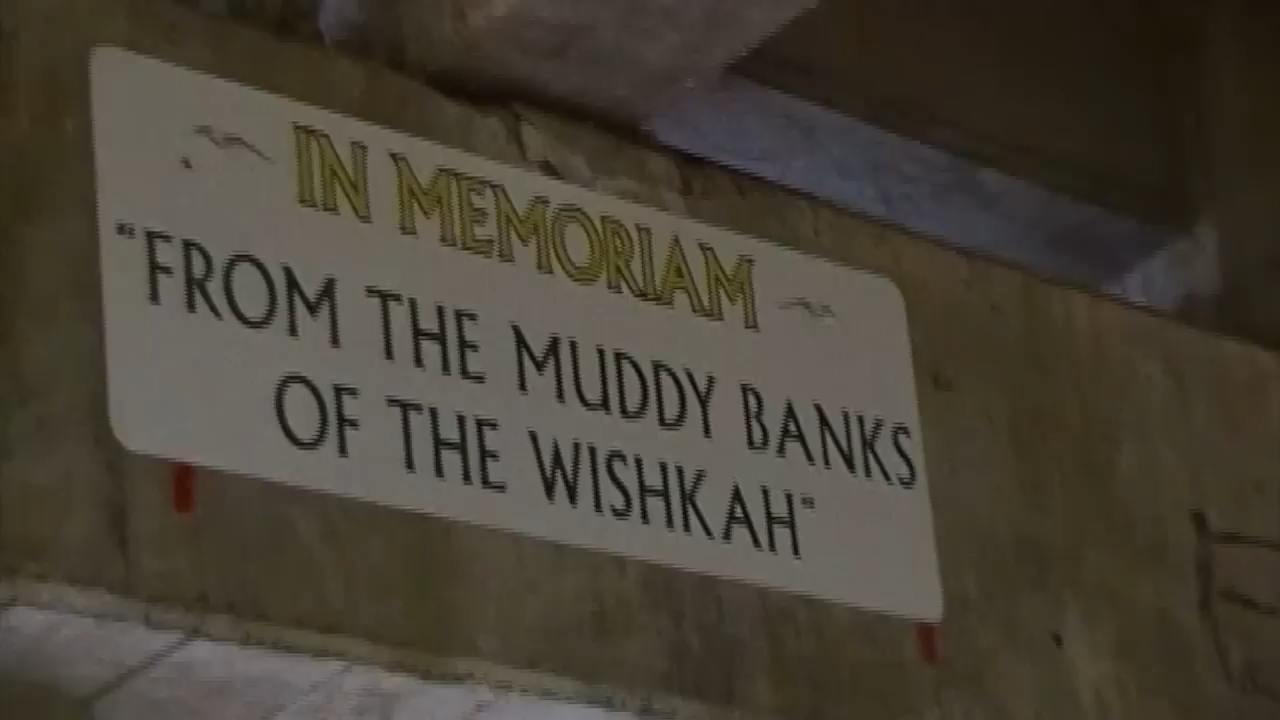 IN MEMORIAM
"FROM THE MUDDY BANKS
OF THE WISHKAH"